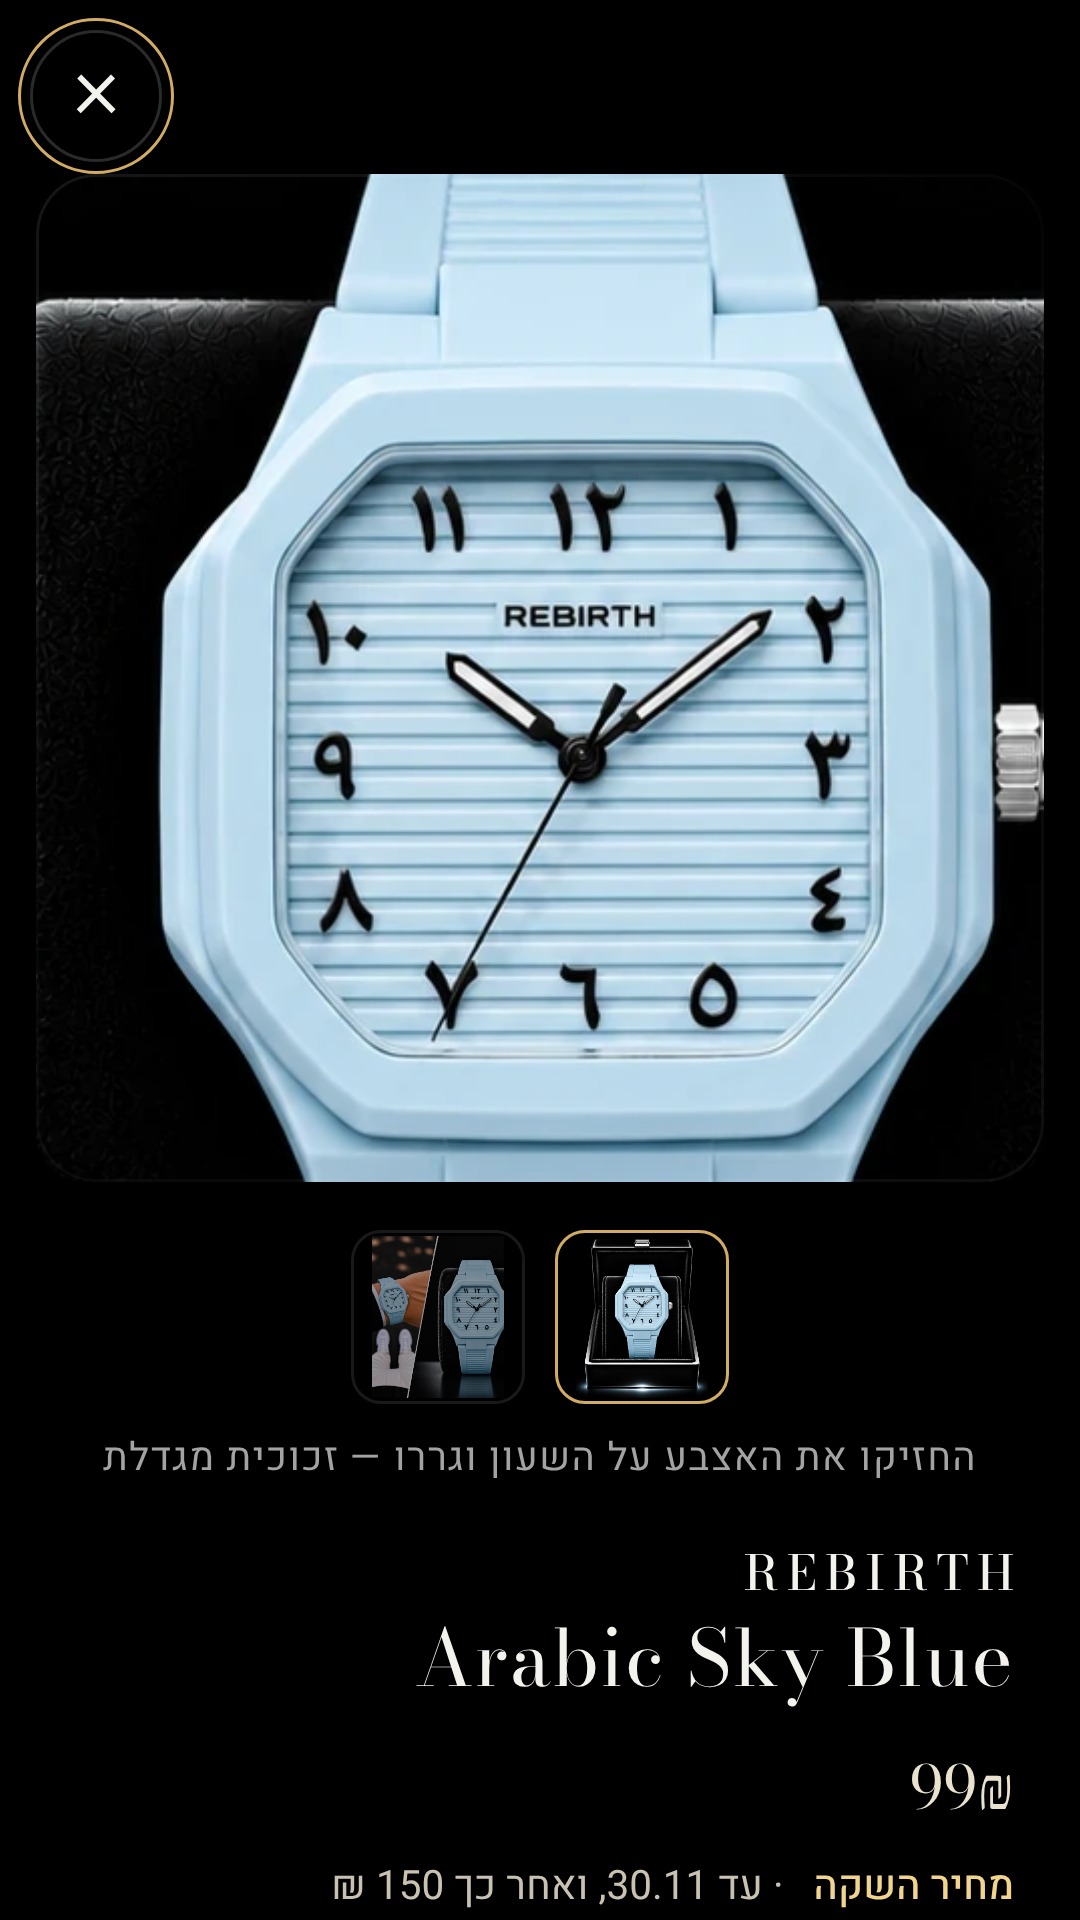 ١١ ١٢ ١
١٠ REBIRTH ٢
٩ ٣
٨ ٤
٧ ٦ ٥
החזיקו את האצבע על השעון וגררו — זכוכית מגדלת
REBIRTH
Arabic Sky Blue
99₪
מחיר השקה · עד 30.11, ואחר כך 150 ₪